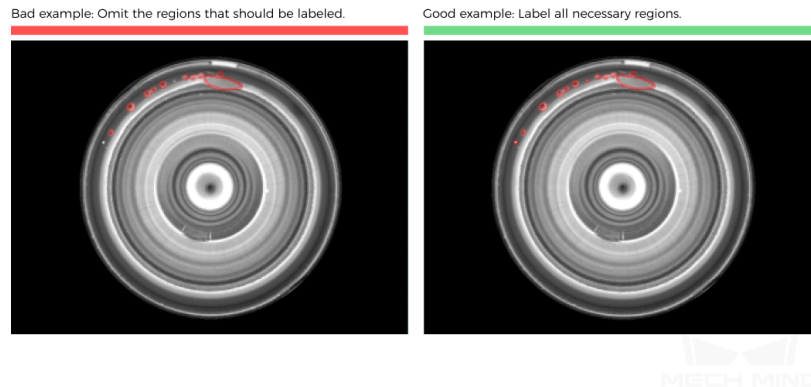 Bad example: Omit the regions that should be labeled.
Good example: Label all necessary regions.
MECH MIND